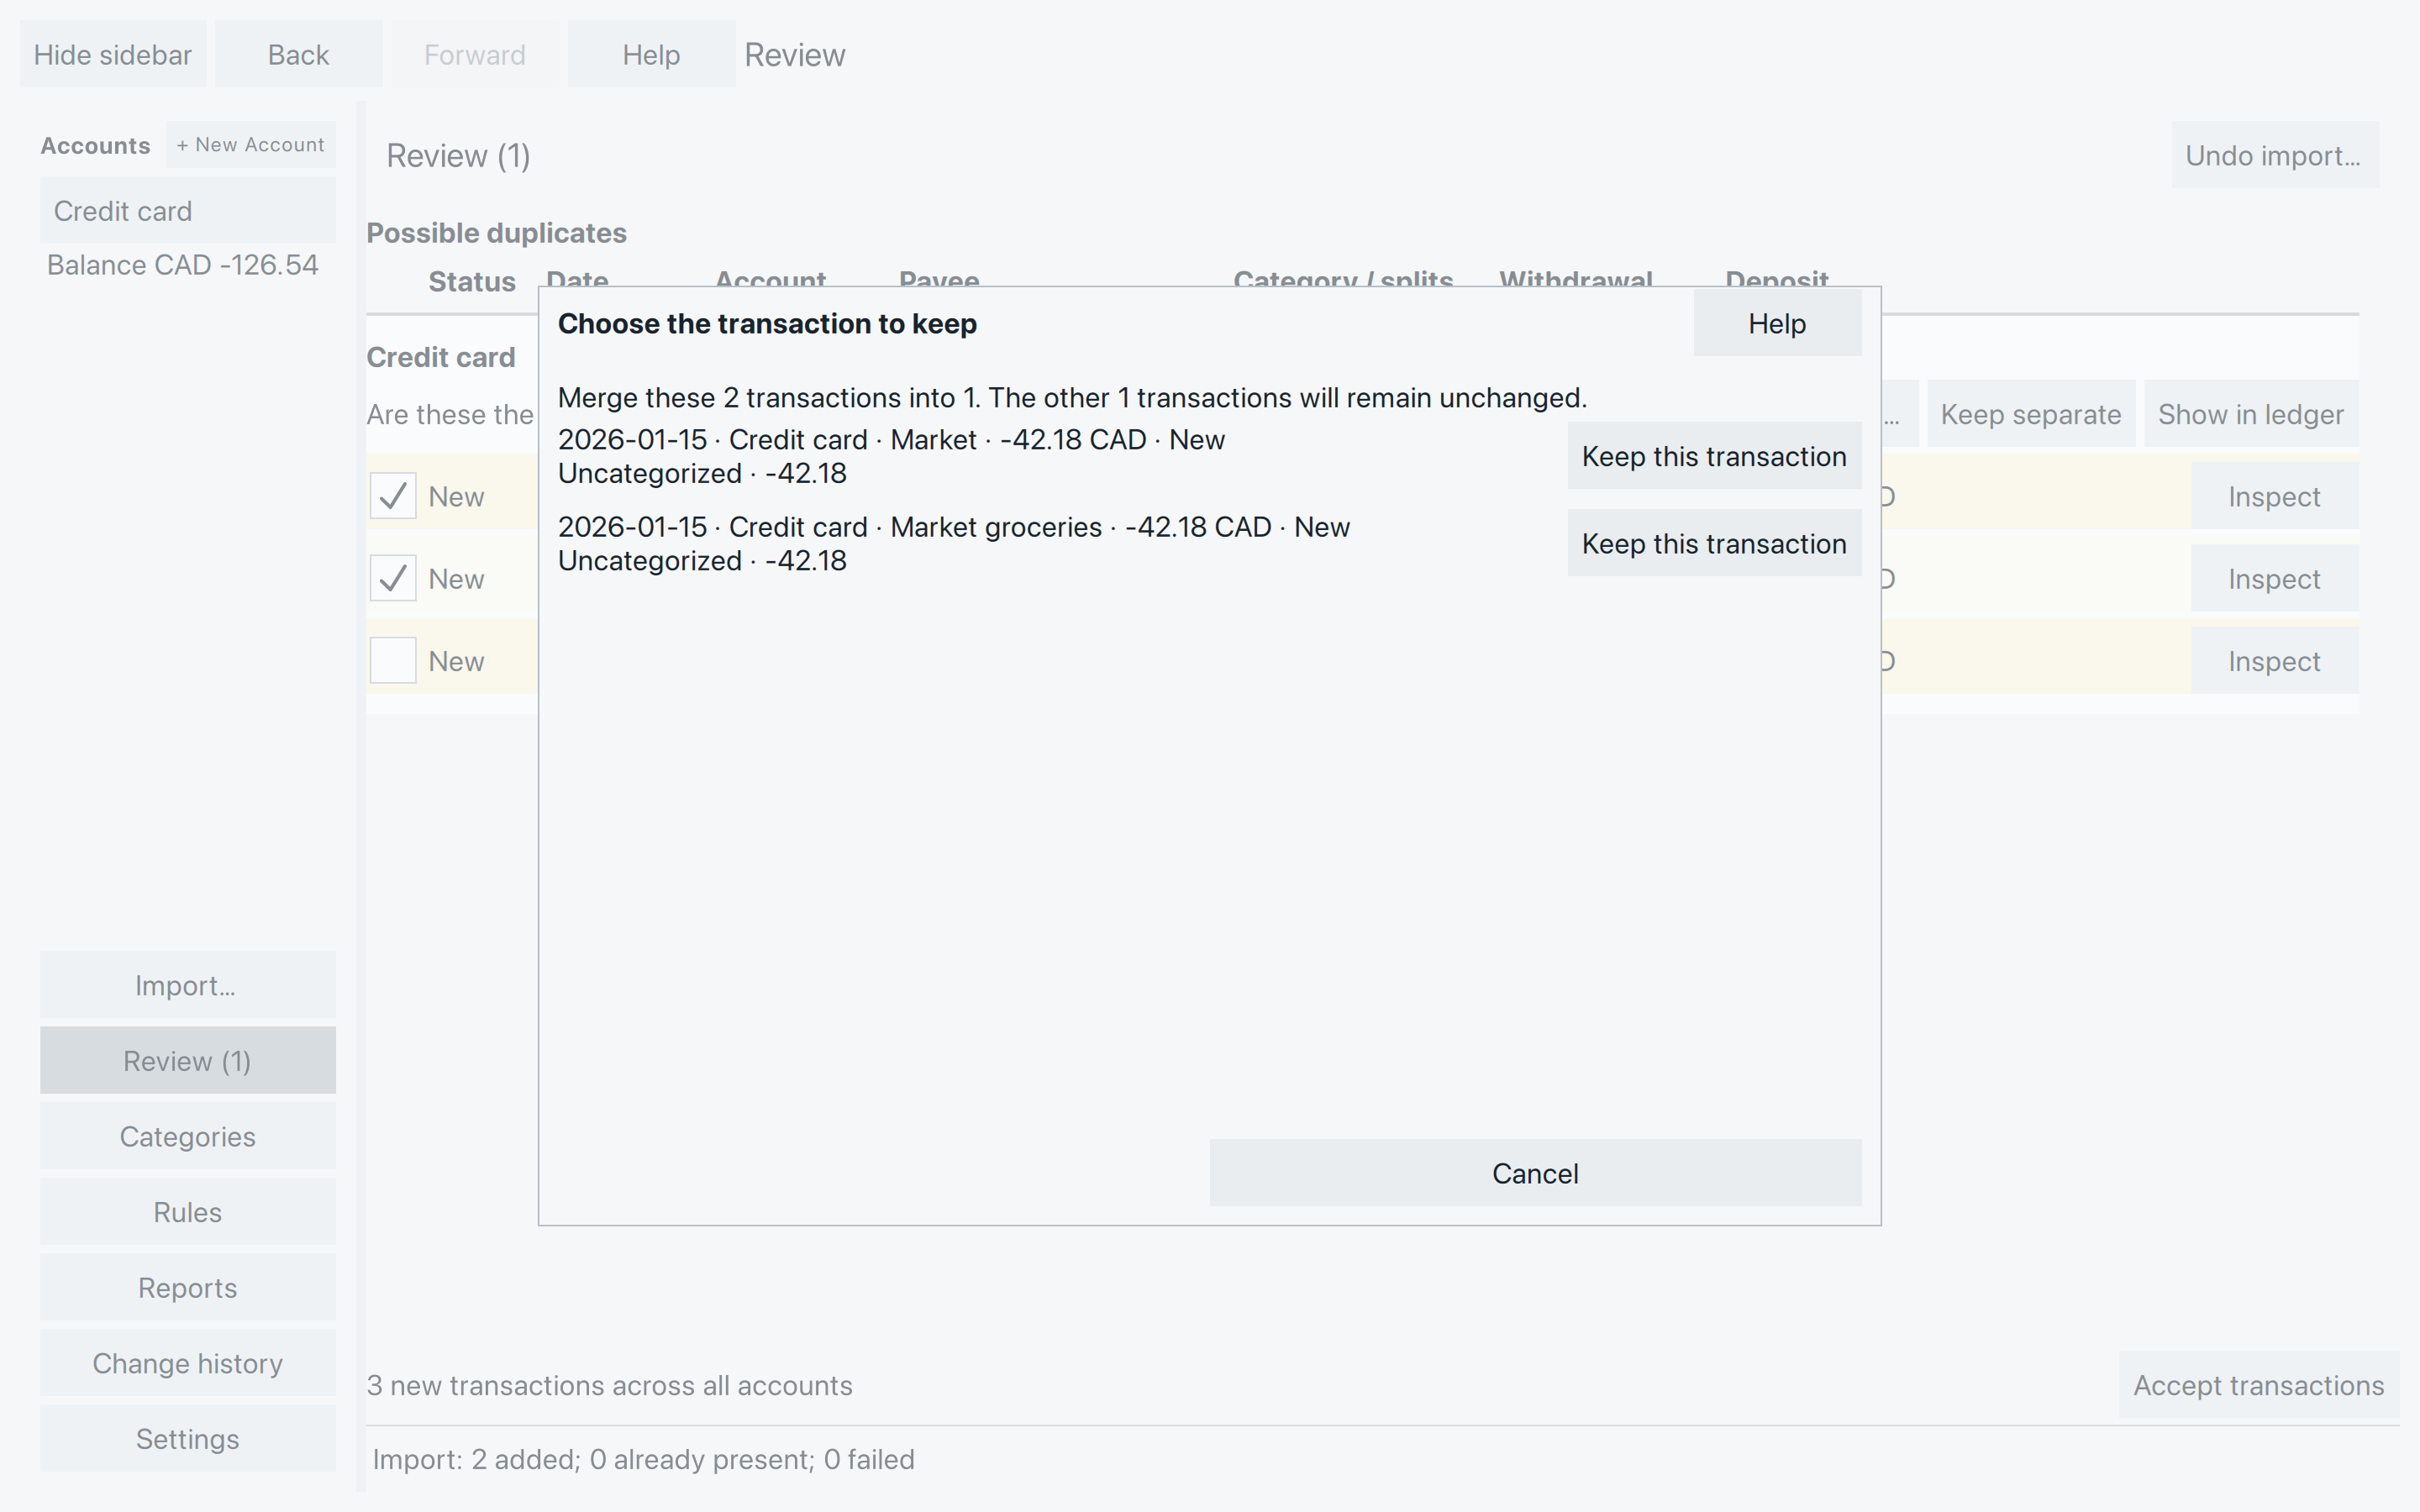 Hide sidebar
Back
Forward
Help
Review
Accounts
+ New Account
Credit card
Balance CAD -126.54
Import...
Review (1)
Categories
Rules
Reports
Change history
Settings
Review (1)
Undo import...
Possible duplicates
Status Date Account Payee Category / splits Withdrawal Deposit
Credit card
Are these the
... Keep separate Show in ledger
New D Inspect
New D Inspect
New D Inspect
Choose the transaction to keep
Help
Merge these 2 transactions into 1. The other 1 transactions will remain unchanged.
2026-01-15 · Credit card · Market · -42.18 CAD · New
Uncategorized · -42.18
Keep this transaction
2026-01-15 · Credit card · Market groceries · -42.18 CAD · New
Uncategorized · -42.18
Keep this transaction
Cancel
3 new transactions across all accounts
Accept transactions
Import: 2 added; 0 already present; 0 failed